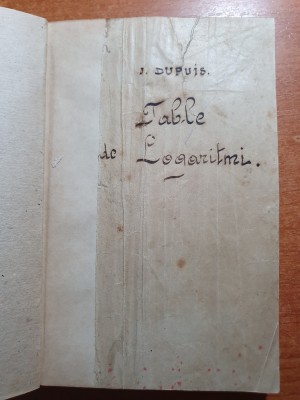 J. DUPUIS.
Table
de Logaritmi.